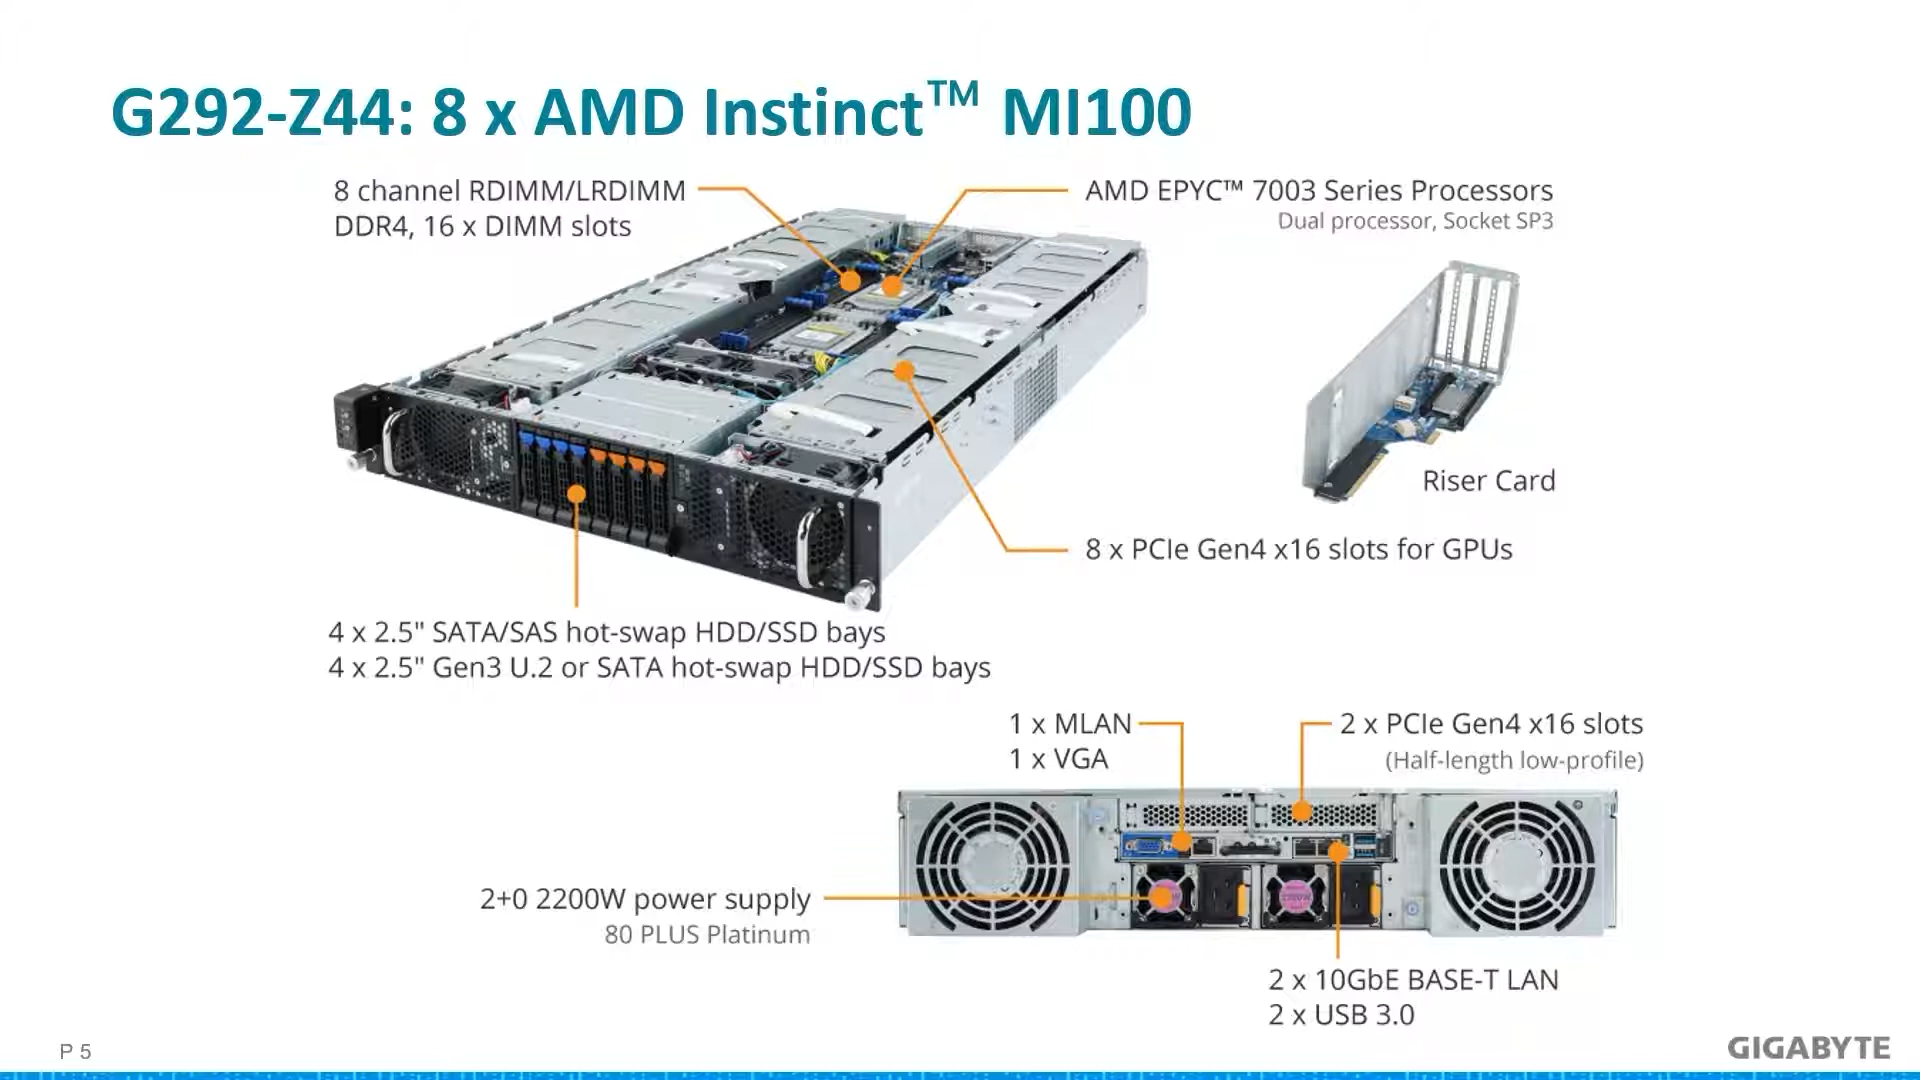 G292-Z44: 8 x AMD Instinct™ MI100
8 channel RDIMM/LRDIMM
DDR4, 16 x DIMM slots
AMD EPYC™ 7003 Series Processors
Dual processor, Socket SP3
Riser Card
8 x PCIe Gen4 x16 slots for GPUs
4 x 2.5" SATA/SAS hot-swap HDD/SSD bays
4 x 2.5" Gen3 U.2 or SATA hot-swap HDD/SSD bays
1 x MLAN
1 x VGA
2 x PCIe Gen4 x16 slots
(Half-length low-profile)
2+0 2200W power supply
80 PLUS Platinum
2 x 10GbE BASE-T LAN
2 x USB 3.0
P 5
GIGABYTE